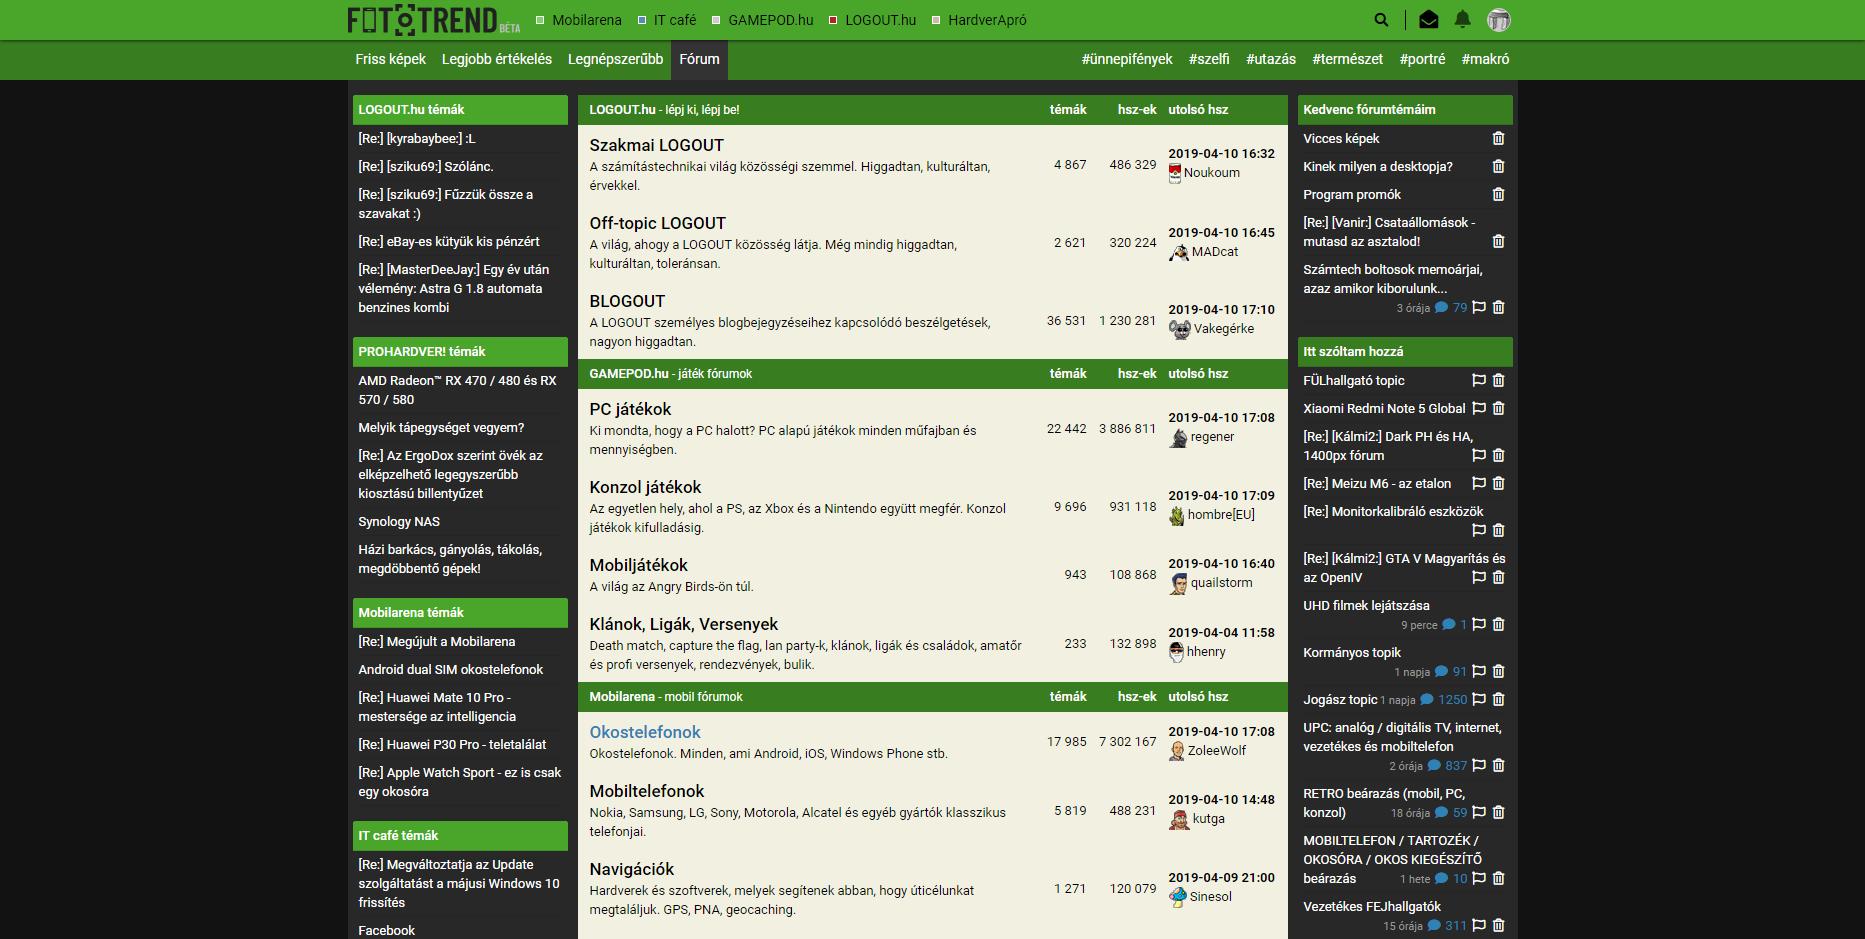 FOTOTREND BÉTA
Mobilarena IT café GAMEPOD.hu LOGOUT.hu HardverApró
Friss képek Legjobb értékelés Legnépszerűbb Fórum
#ünnepifények #szelfi #utazás #természet #portré #makró
LOGOUT.hu témák
[Re:] [kyrabaybee:] :L
[Re:] [sziku69:] Szólánc.
[Re:] [sziku69:] Fűzzük össze a
szavakat :)
[Re:] eBay-es kütyük kis pénzért
[Re:] [MasterDeeJay:] Egy év után
vélemény: Astra G 1.8 automata
benzines kombi
PROHARDVER! témák
AMD Radeon™ RX 470 / 480 és RX
570 / 580
Melyik tápegységet vegyem?
[Re:] Az ErgoDox szerint övék az
elképzelhető legegyszerűbb
kiosztású billentyűzet
Synology NAS
Házi barkács, gányolás, tákolás,
megdöbbentő gépek!
Mobilarena témák
[Re:] Megújult a Mobilarena
Android dual SIM okostelefonok
[Re:] Huawei Mate 10 Pro -
mestersége az intelligencia
[Re:] Huawei P30 Pro - teletalálat
[Re:] Apple Watch Sport - ez is csak
egy okosóra
IT café témák
[Re:] Megváltoztatja az Update
szolgáltatást a májusi Windows 10
frissítés
Facebook
LOGOUT.hu - lépj ki, lépj be! témák hsz-ek utolsó hsz
Szakmai LOGOUT
A számítástechnikai világ közösségi szemmel. Higgadtan, kulturáltan,
érvekkel.
4 867 486 329
2019-04-10 16:32
Noukoum
Off-topic LOGOUT
A világ, ahogy a LOGOUT közösség látja. Még mindig higgadtan,
kulturáltan, toleránsan.
2 621 320 224
2019-04-10 16:45
MADcat
BLOGOUT
A LOGOUT személyes blogbejegyzéseihez kapcsolódó beszélgetések,
nagyon higgadtan.
36 531 1 230 281
2019-04-10 17:10
Vakegérke
GAMEPOD.hu - játék fórumok témák hsz-ek utolsó hsz
PC játékok
Ki mondta, hogy a PC halott? PC alapú játékok minden műfajban és
mennyiségben.
22 442 3 886 811
2019-04-10 17:08
regener
Konzol játékok
Az egyetlen hely, ahol a PS, az Xbox és a Nintendo együtt megfér. Konzol
játékok kifulladásig.
9 696 931 118
2019-04-10 17:09
hombre[EU]
Mobiljátékok
A világ az Angry Birds-ön túl.
943 108 868
2019-04-10 16:40
quailstorm
Klánok, Ligák, Versenyek
Death match, capture the flag, lan party-k, klánok, ligák és családok, amatőr
és profi versenyek, rendezvények, bulik.
233 132 898
2019-04-04 11:58
hhenry
Mobilarena - mobil fórumok témák hsz-ek utolsó hsz
Okostelefonok
Okostelefonok. Minden, ami Android, iOS, Windows Phone stb.
17 985 7 302 167
2019-04-10 17:08
ZoleeWolf
Mobiltelefonok
Nokia, Samsung, LG, Sony, Motorola, Alcatel és egyéb gyártók klasszikus
telefonjai.
5 819 488 231
2019-04-10 14:48
kutga
Navigációk
Hardverek és szoftverek, melyek segítenek abban, hogy úticélunkat
megtaláljuk. GPS, PNA, geocaching.
1 271 120 079
2019-04-09 21:00
Sinesol
Kedvenc fórumtémáim
Vicces képek
Kinek milyen a desktopja?
Program promók
[Re:] [Vanir:] Csataállomások -
mutasd az asztalod!
Számtech boltosok memoárjai,
azaz amikor kiborulunk...
3 órája 79
Itt szóltam hozzá
FÜLhallgató topic
Xiaomi Redmi Note 5 Global
[Re:] [Kálmi2:] Dark PH és HA,
1400px fórum
[Re:] Meizu M6 - az etalon
[Re:] Monitorkalibráló eszközök
[Re:] [Kálmi2:] GTA V Magyarítás és
az OpenIV
UHD filmek lejátszása
9 perce 1
Kormányos topik
1 napja 91
Jogász topic 1 napja 1250
UPC: analóg / digitális TV, internet,
vezetékes és mobiltelefon
2 órája 837
RETRO beárazás (mobil, PC,
konzol) 18 órája 59
MOBILTELEFON / TARTOZÉK /
OKOSÓRA / OKOS KIEGÉSZÍTŐ
beárazás 1 hete 10
Vezetékes FEJhallgatók
15 órája 311